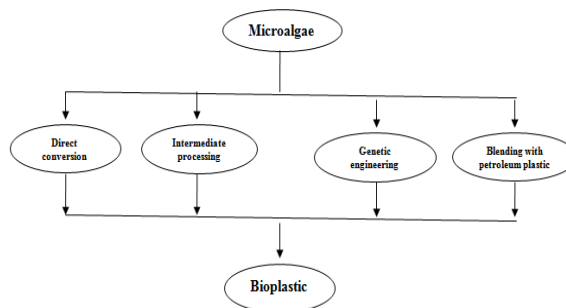 Microalgae
Direct
conversion
Intermediate
processing
Genetic
engineering
Blending with
petroleum plastic
Bioplastic